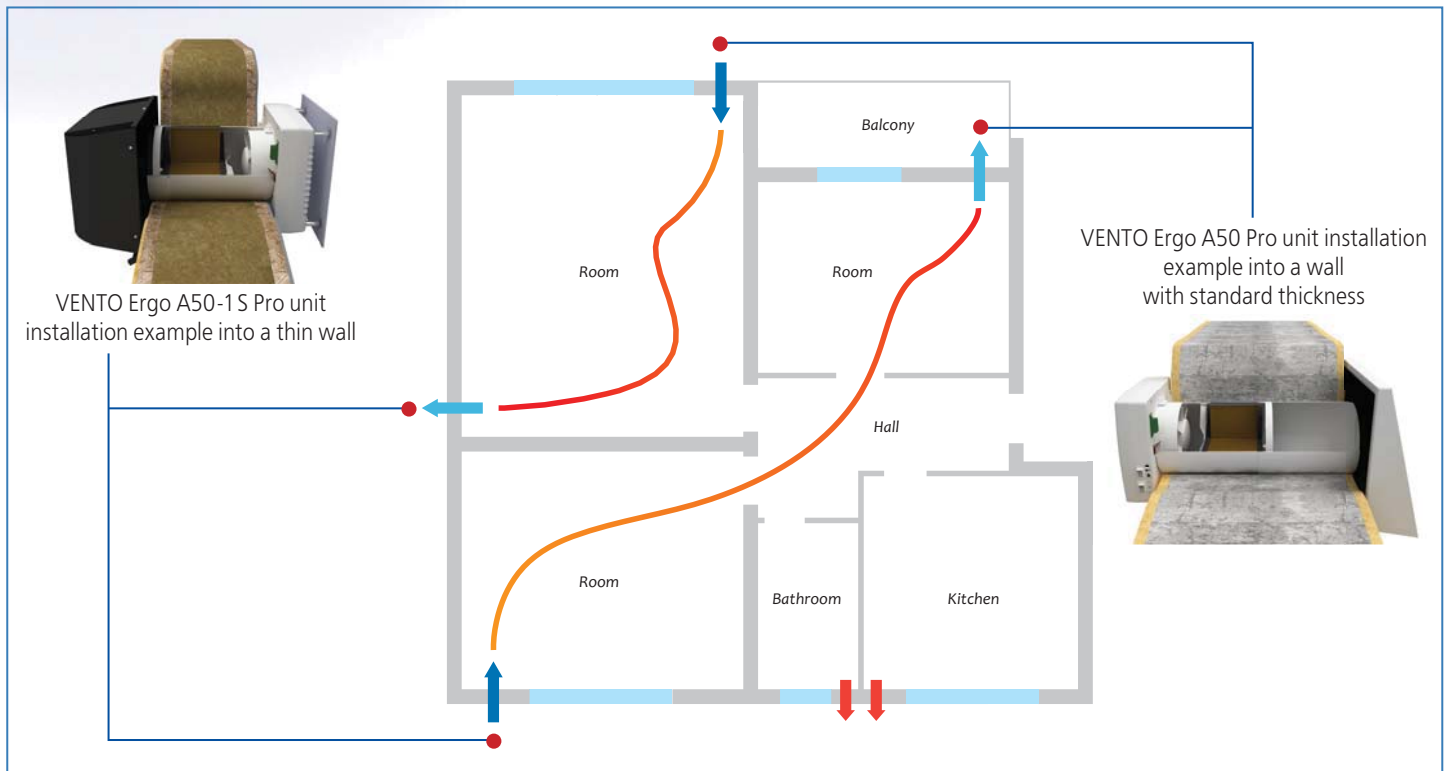 Balcony
Room
Room
VENTO Ergo A50-1 S Pro unit
installation example into a thin wall
VENTO Ergo A50 Pro unit installation
example into a wall
with standard thickness
Hall
Room
Bathroom
Kitchen